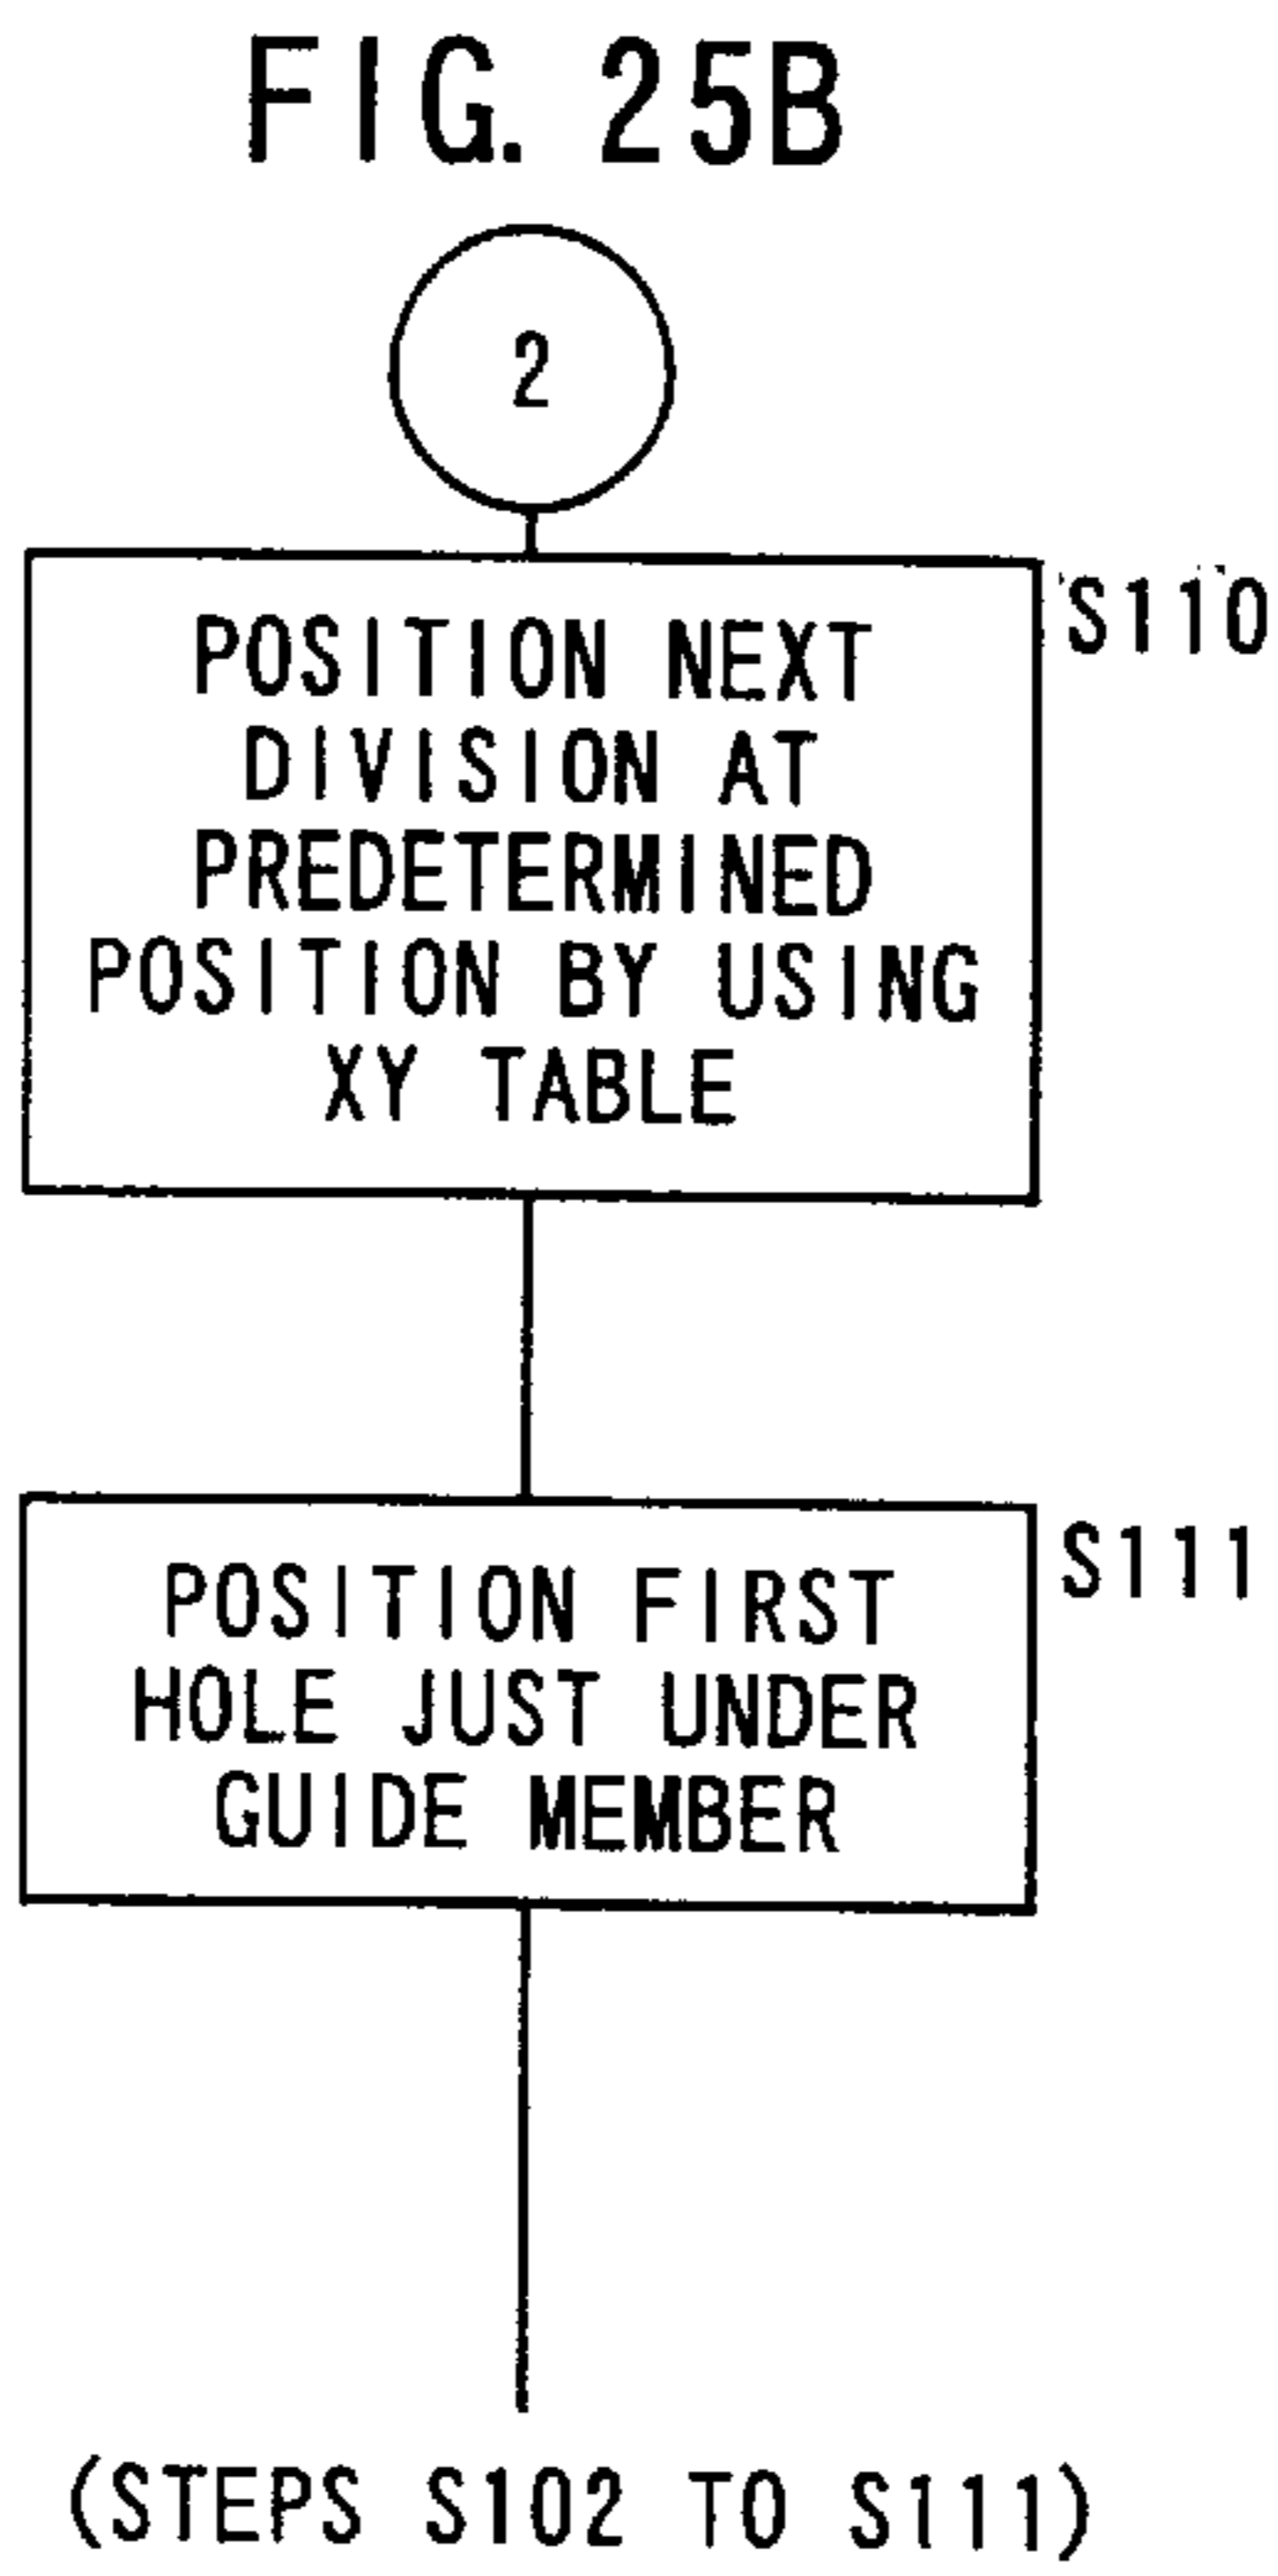 FIG. 25B
2
S110
POSITION NEXT
DIVISION AT
PREDETERMINED
POSITION BY USING
XY TABLE
S111
POSITION FIRST
HOLE JUST UNDER
GUIDE MEMBER
(STEPS S102 TO S111)